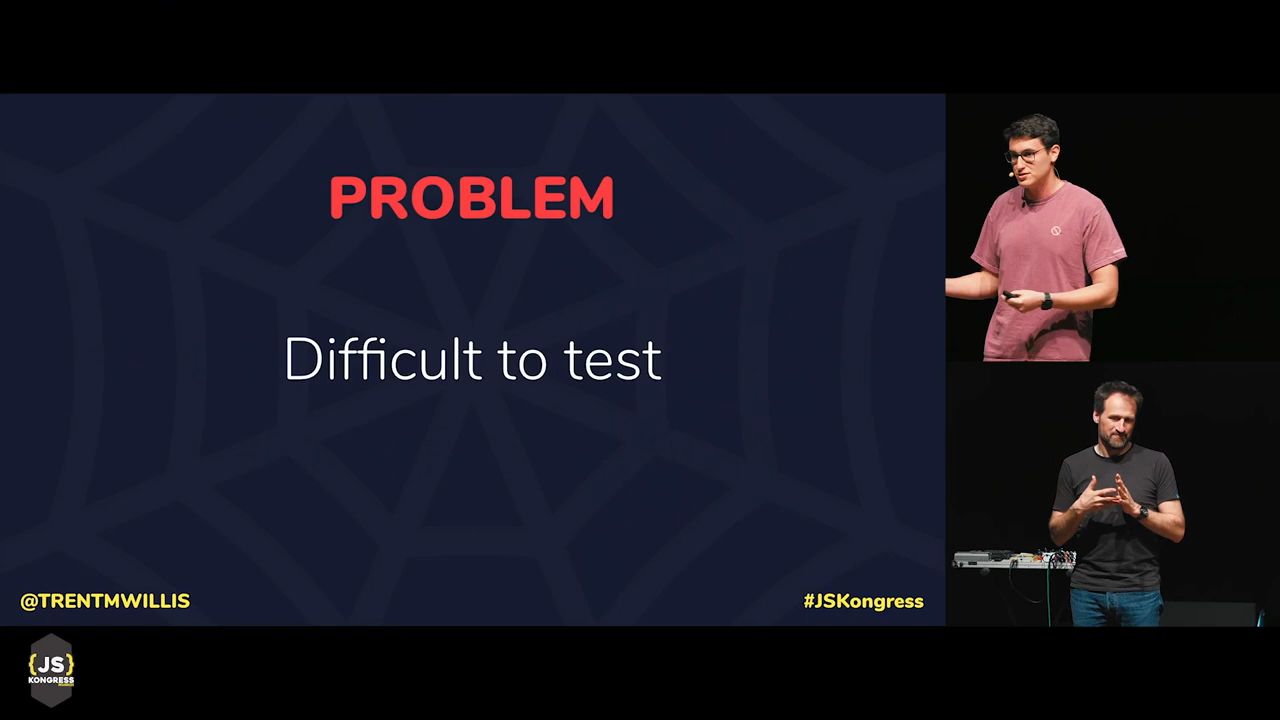 PROBLEM
Difficult to test
@TRENTMWILLIS
#JSKongress
{JS}
KONGRESS